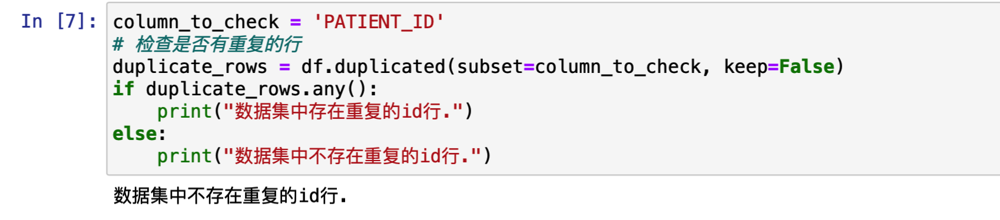 In [7]: column_to_check = 'PATIENT_ID'
# 检查是否有重复的行
duplicate_rows = df.duplicated(subset=column_to_check, keep=False)
if duplicate_rows.any():
    print("数据集中存在重复的id行.")
else:
    print("数据集中不存在重复的id行.")
数据集中不存在重复的id行.